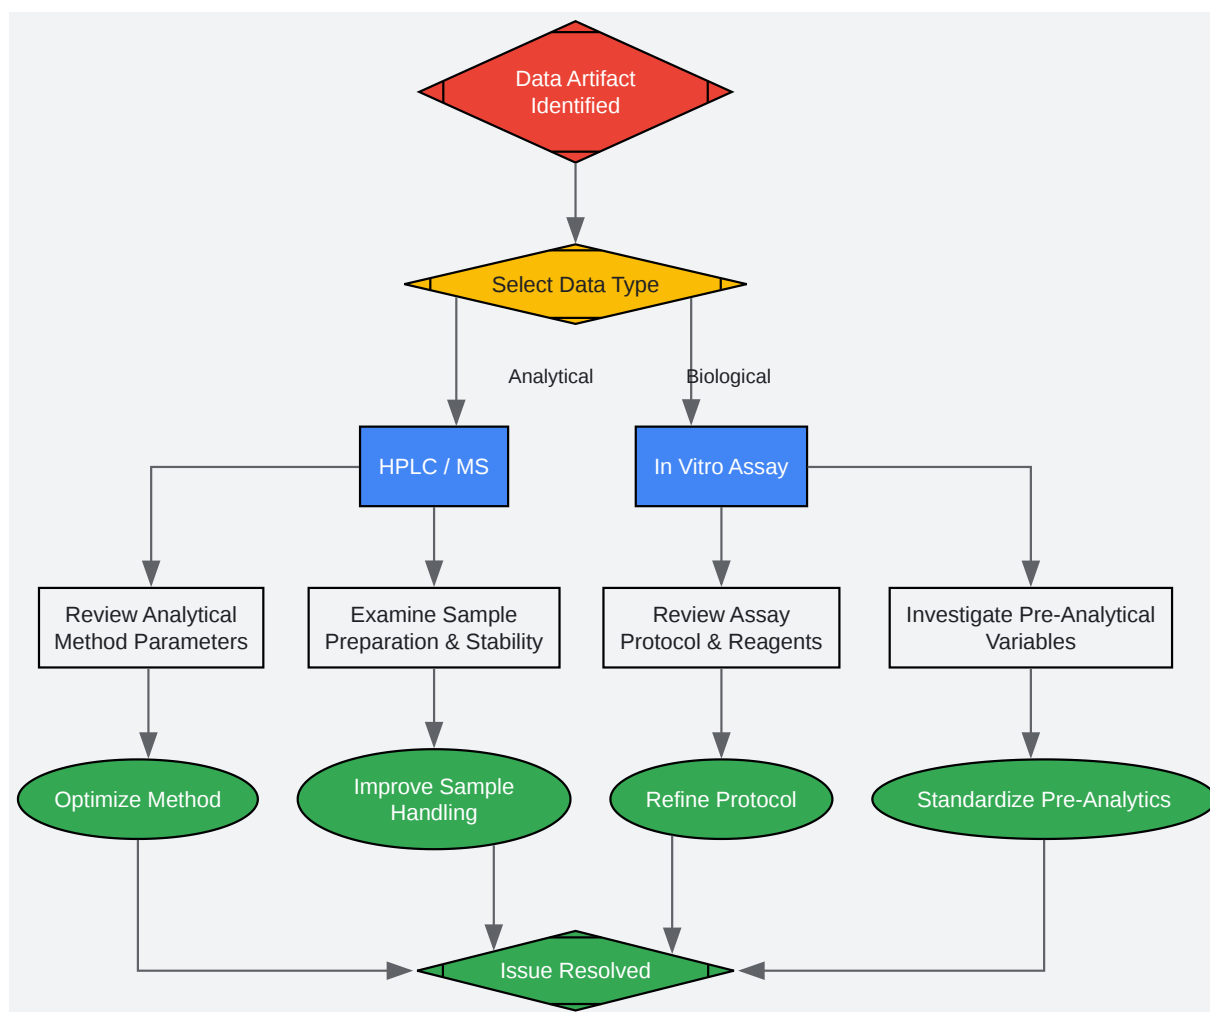 Data Artifact
Identified
Select Data Type
Analytical
Biological
HPLC / MS
In Vitro Assay
Review Analytical
Method Parameters
Examine Sample
Preparation & Stability
Review Assay
Protocol & Reagents
Investigate Pre-Analytical
Variables
Optimize Method
Improve Sample
Handling
Refine Protocol
Standardize Pre-Analytics
Issue Resolved